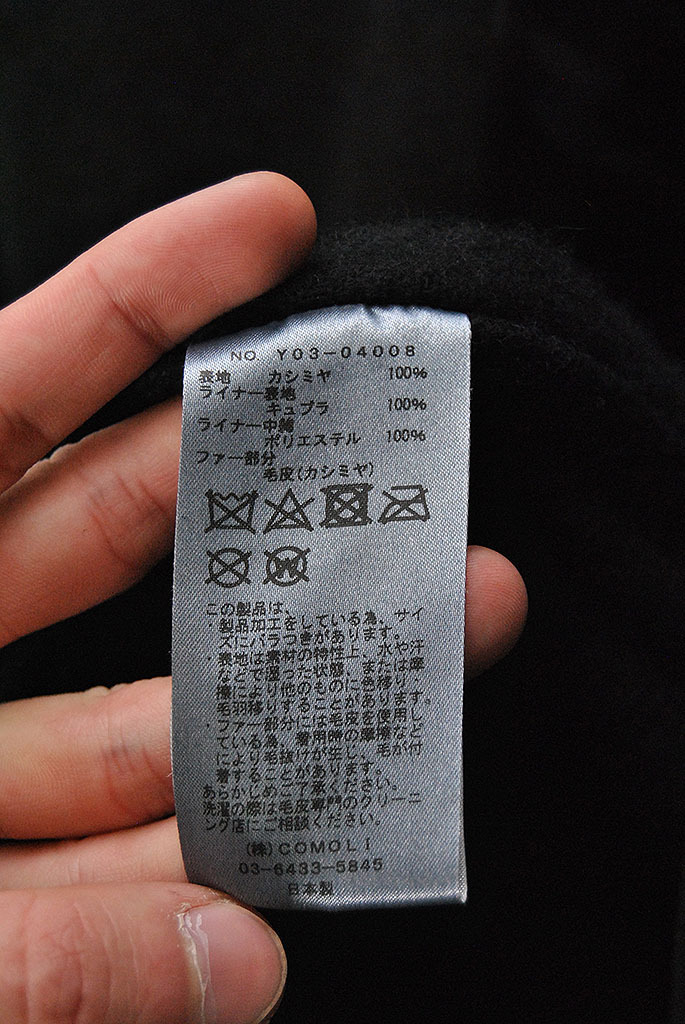 NO Y03-04008
表地 カシミヤ 100%
ライナー表地
キュプラ 100%
ライナー中綿
ポリエステル 100%
ファー部分
毛皮(カシミヤ)
W
この製品は、
・製品加工をしている為、サイ
ズにバラつきがあります。
・表地は素材の特性上、水や汗
などで湿った状態、または摩
擦により他のものに色移り・
毛羽移りすることがあります。
・ファー部分には毛皮を使用し
ている為、着用時の摩擦など
により毛抜けが生じ、毛が付
着することがあります。
あらかじめご了承ください。
洗濯の際は毛皮専門のクリーニ
ング店にご相談ください。
(株)COMOLI
03-6433-5845
日本製